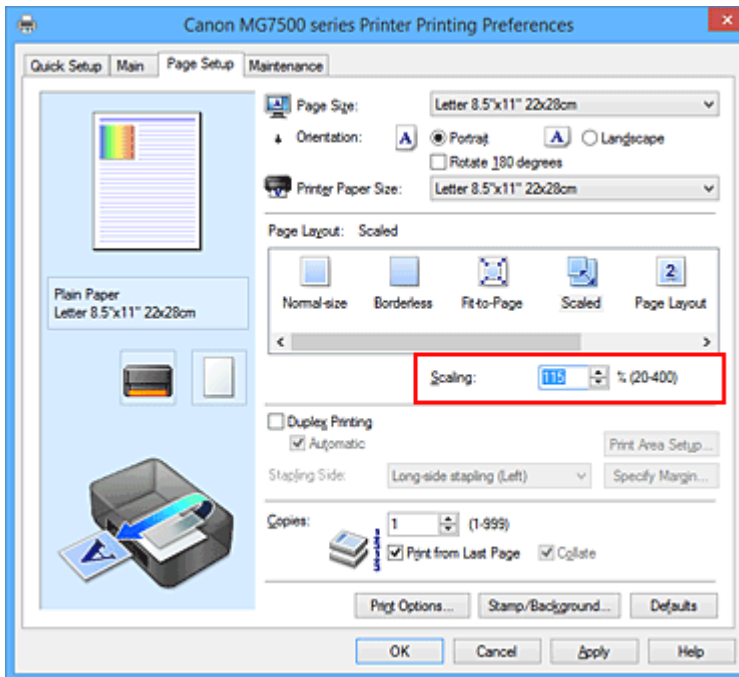 Canon MG7500 series Printer Printing Preferences
Quick Setup Main Page Setup Maintenance
Page Size: Letter 8.5"x11" 22x28cm
Orientation: A Portrait A Landscape
Rotate 180 degrees
Printer Paper Size: Letter 8.5"x11" 22x28cm
Page Layout: Scaled
Normal-size Borderless Fit-to-Page Scaled Page Layout
Plain Paper
Letter 8.5"x11" 22x28cm
Scaling: 115 % (20-400)
Duplex Printing
Automatic Print Area Setup...
Stapling Side: Long-side stapling (Left) Specify Margin...
Copies: 1 (1-999)
Print from Last Page Collate
Print Options... Stamp/Background... Defaults
OK Cancel Apply Help